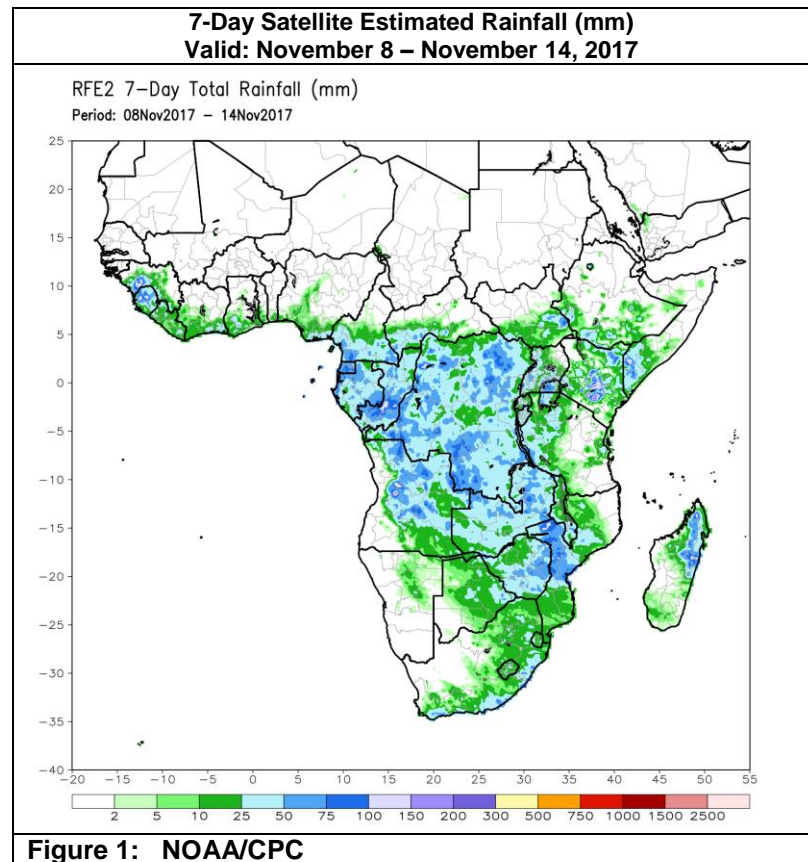 7-Day Satellite Estimated Rainfall (mm)
Valid: November 8 – November 14, 2017
RFE2 7-Day Total Rainfall (mm)
Period: 08Nov2017 – 14Nov2017
25
20
15
10
5
0
-5
-10
-15
-20
-25
-30
-35
-40
-20 -15 -10 -5 0 5 10 15 20 25 30 35 40 45 50 55
2 5 10 25 50 75 100 150 200 300 500 750 1000 1500 2500
Figure 1: NOAA/CPC